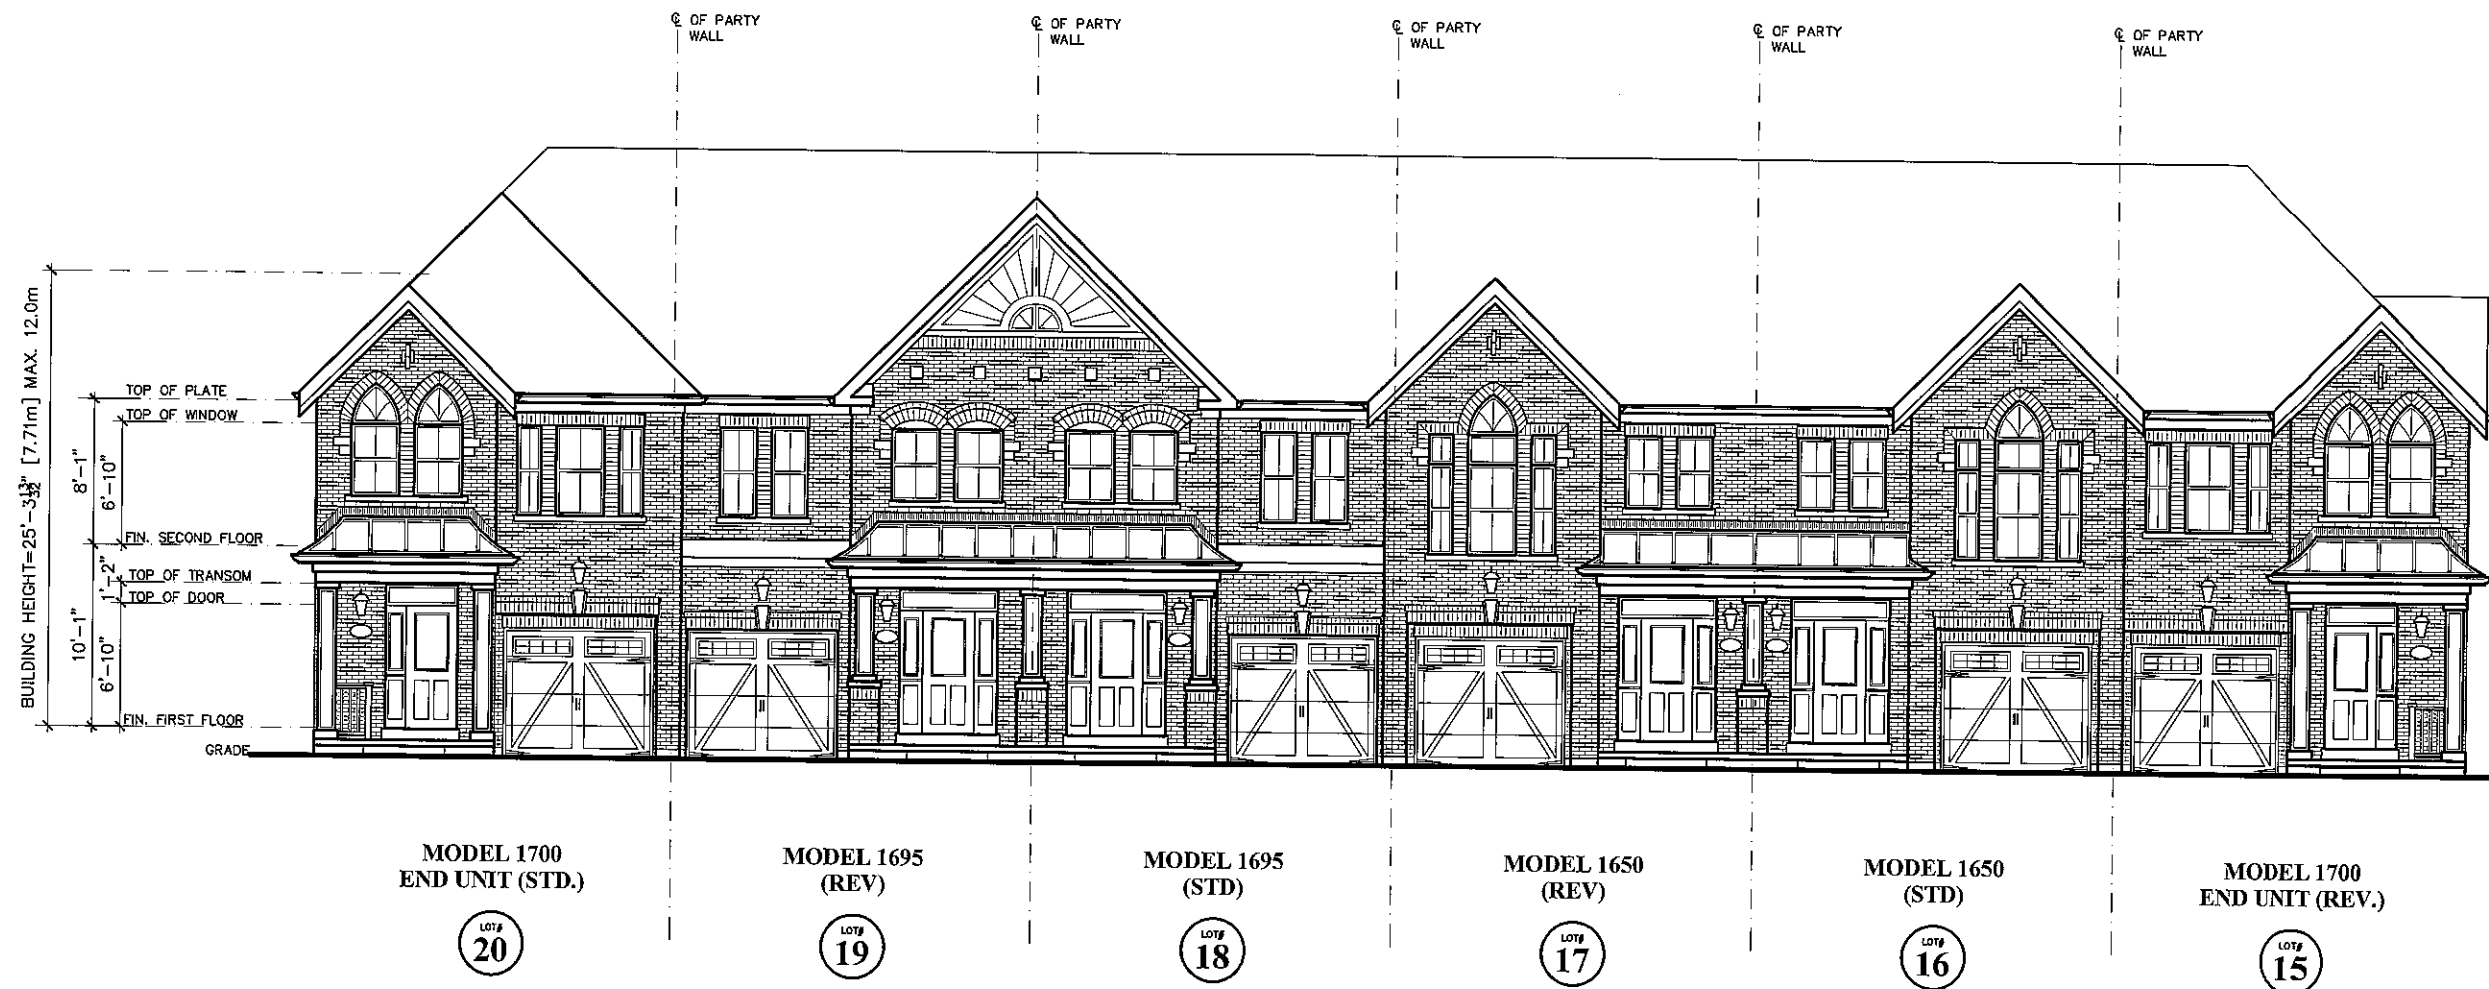 ℄ OF PARTY
WALL
℄ OF PARTY
WALL
℄ OF PARTY
WALL
℄ OF PARTY
WALL
℄ OF PARTY
WALL
BUILDING HEIGHT=25'-3 13/32" [7.71m] MAX. 12.0m
TOP OF PLATE
TOP OF WINDOW
8'-1"
6'-10"
FIN. SECOND FLOOR
1'-2"
TOP OF TRANSOM
TOP OF DOOR
10'-1"
6'-10"
FIN. FIRST FLOOR
GRADE
MODEL 1700
END UNIT (STD.)
LOT#
20
MODEL 1695
(REV)
LOT#
19
MODEL 1695
(STD)
LOT#
18
MODEL 1650
(REV)
LOT#
17
MODEL 1650
(STD)
LOT#
16
MODEL 1700
END UNIT (REV.)
LOT#
15